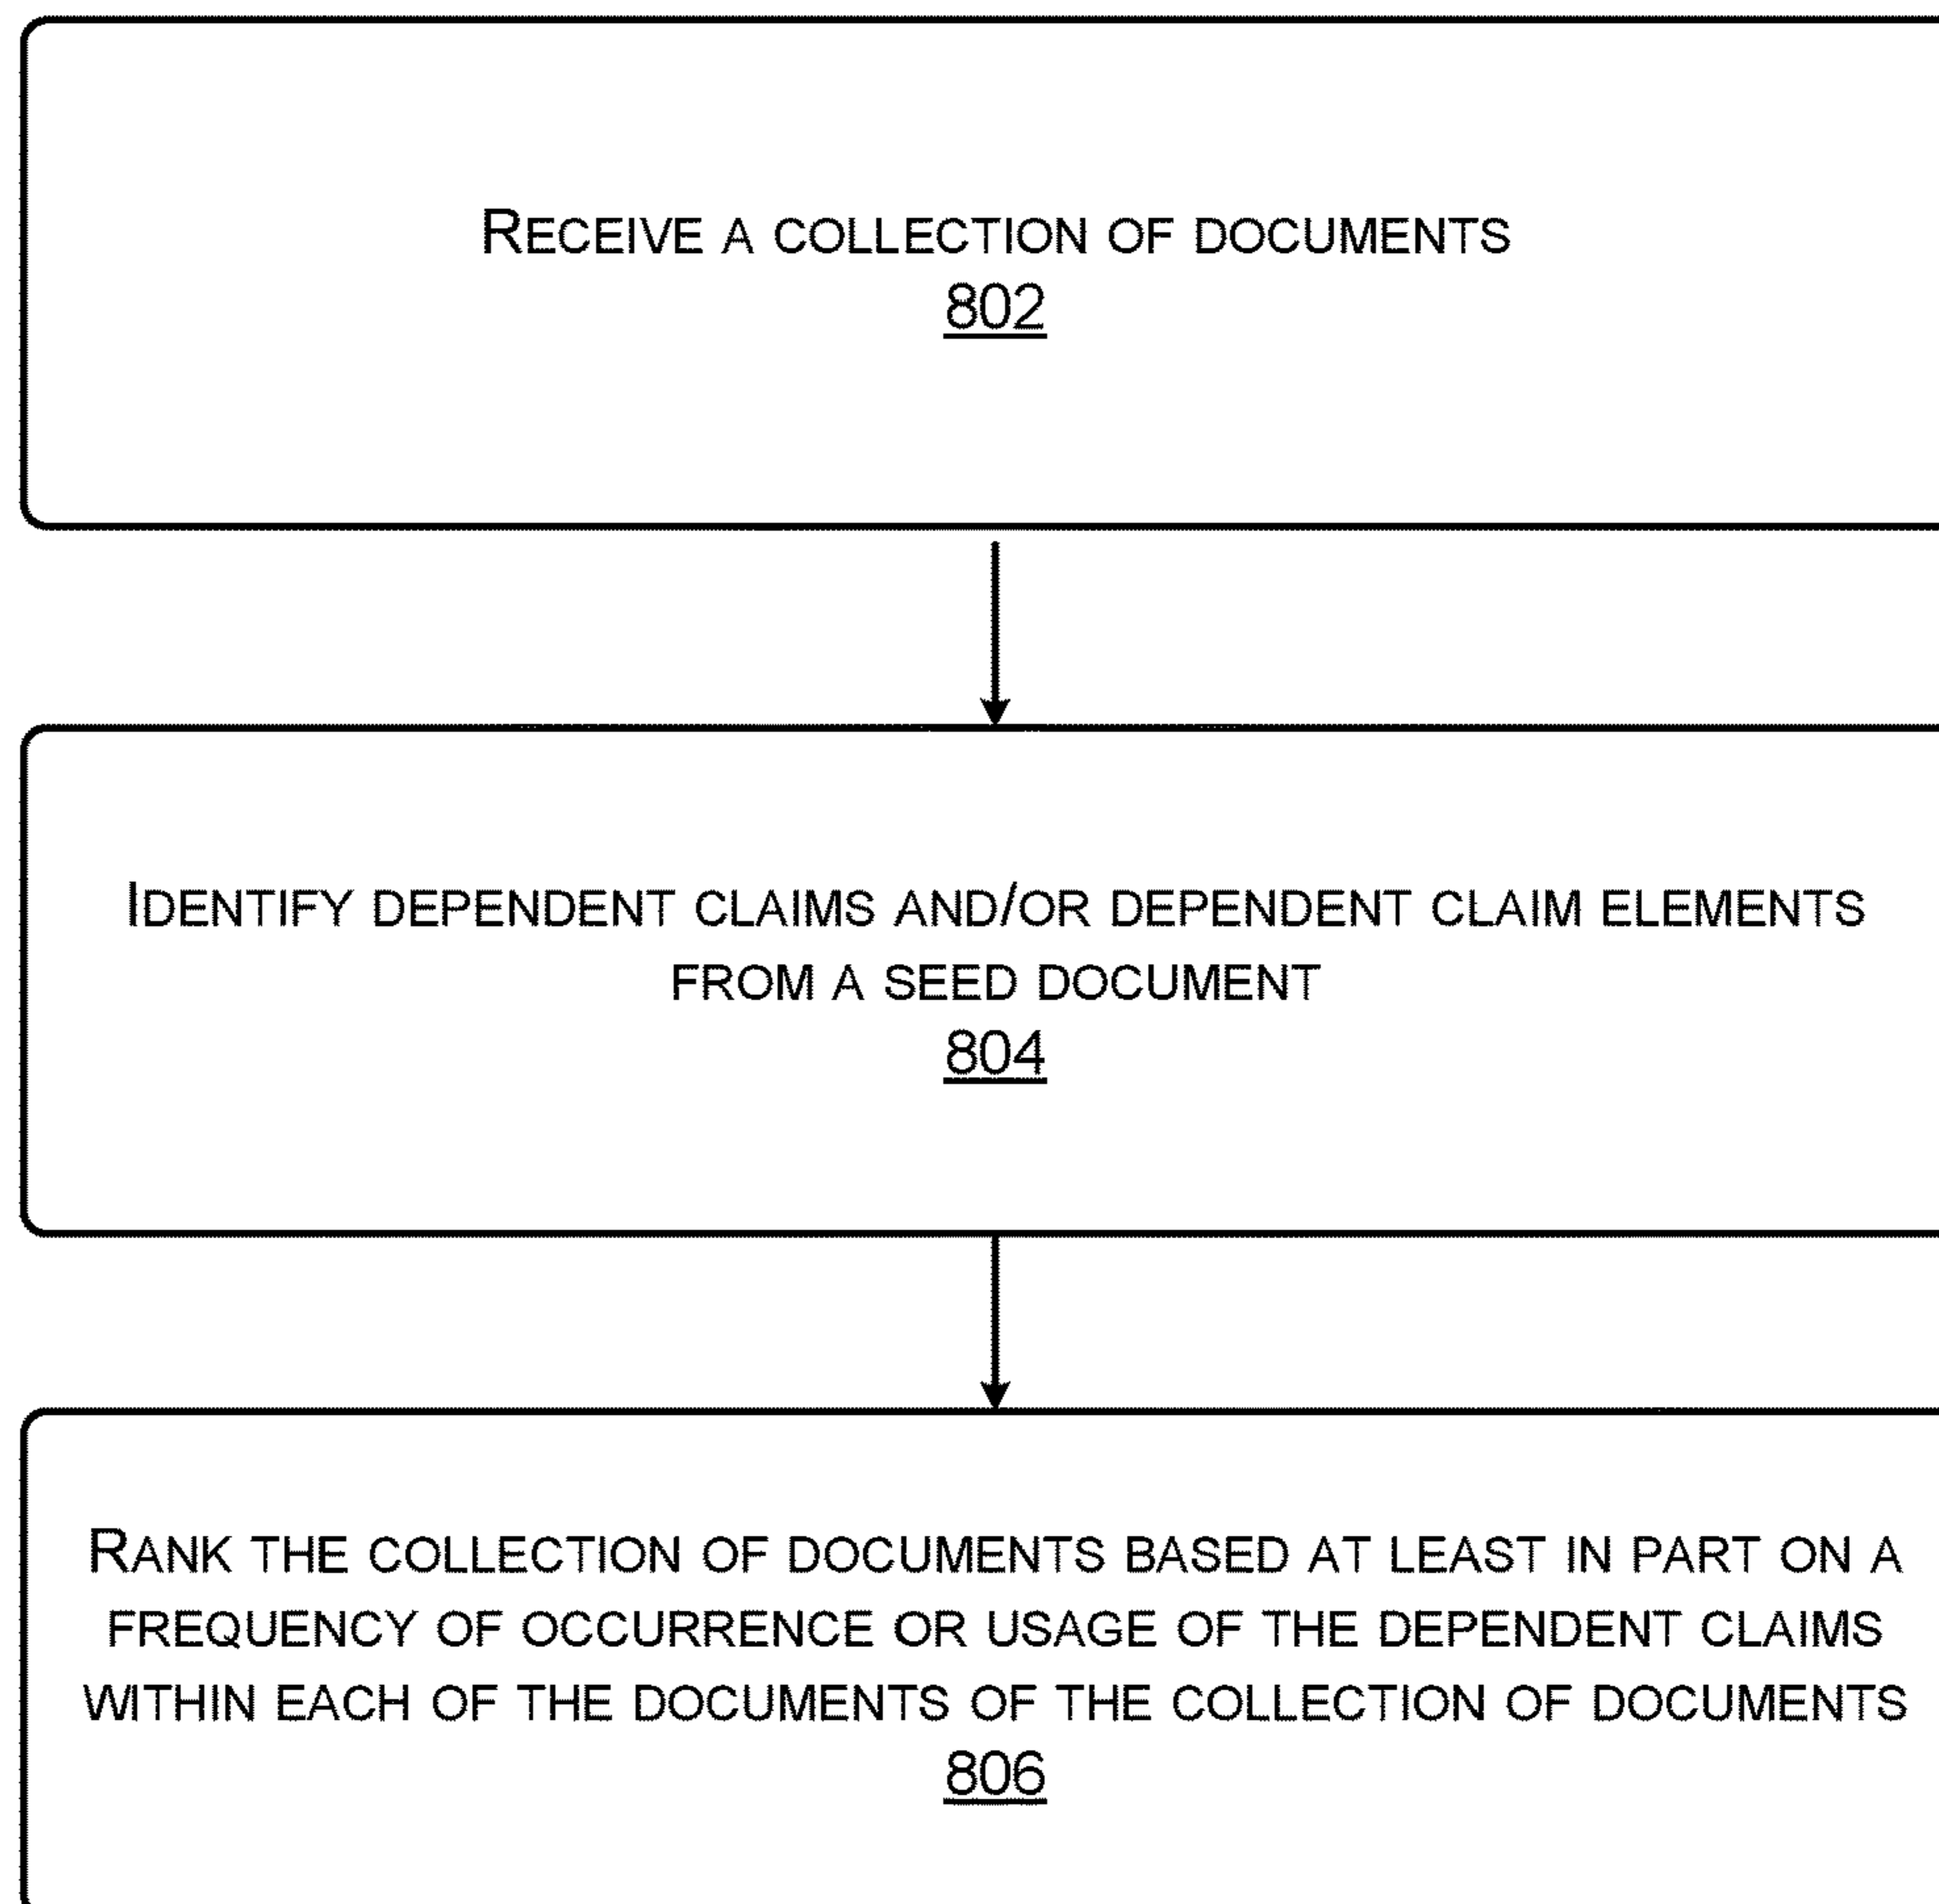 RECEIVE A COLLECTION OF DOCUMENTS
802
IDENTIFY DEPENDENT CLAIMS AND/OR DEPENDENT CLAIM ELEMENTS
FROM A SEED DOCUMENT
804
RANK THE COLLECTION OF DOCUMENTS BASED AT LEAST IN PART ON A
FREQUENCY OF OCCURRENCE OR USAGE OF THE DEPENDENT CLAIMS
WITHIN EACH OF THE DOCUMENTS OF THE COLLECTION OF DOCUMENTS
806